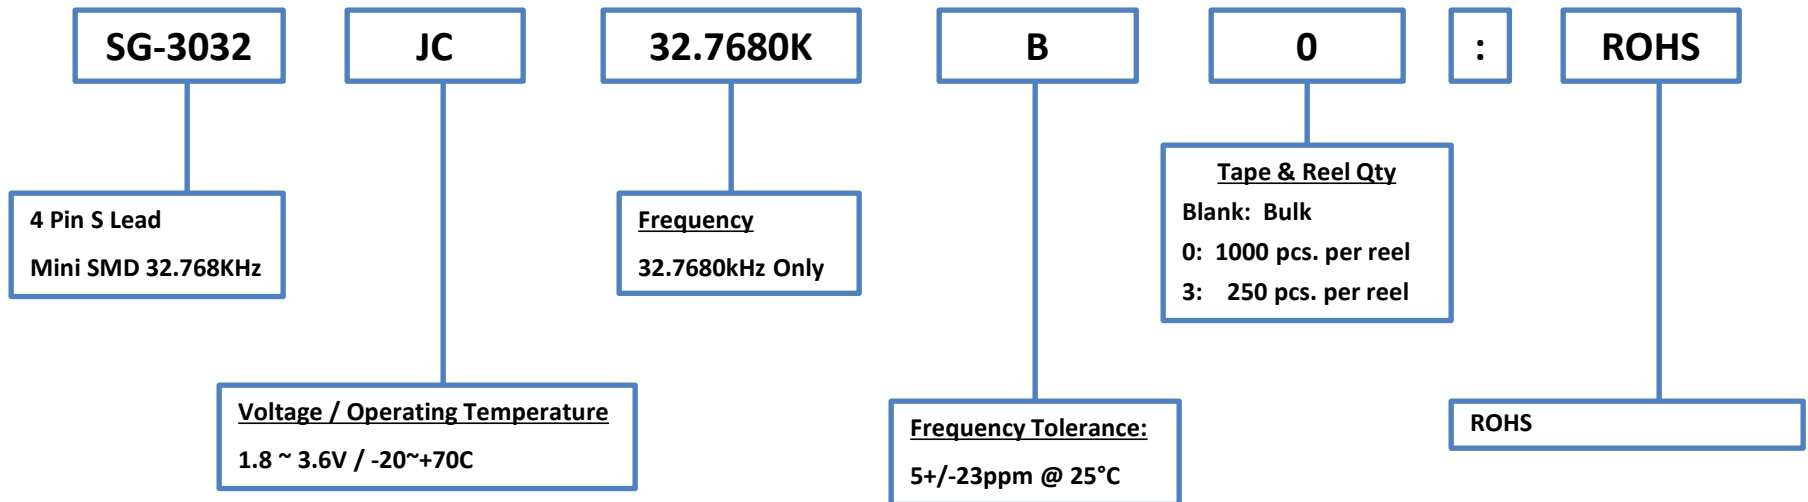 SG-3032
JC
32.7680K
B
0
:
ROHS
4 Pin S Lead
Mini SMD 32.768KHz
Frequency
32.7680kHz Only
Tape & Reel Qty
Blank: Bulk
0: 1000 pcs. per reel
3: 250 pcs. per reel
Voltage / Operating Temperature
1.8 ~ 3.6V / -20~+70C
Frequency Tolerance:
5+/-23ppm @ 25°C
ROHS